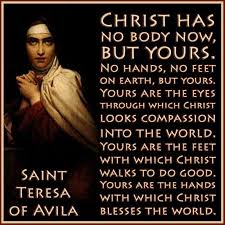 Christ has
no body now,
but yours.
No hands, no feet
on earth, but yours.
Yours are the eyes
through which Christ
looks compassion
into the world.
Yours are the feet
with which Christ
walks to do good.
Yours are the hands
with which Christ
blesses the world.
Saint
Teresa
of Avila